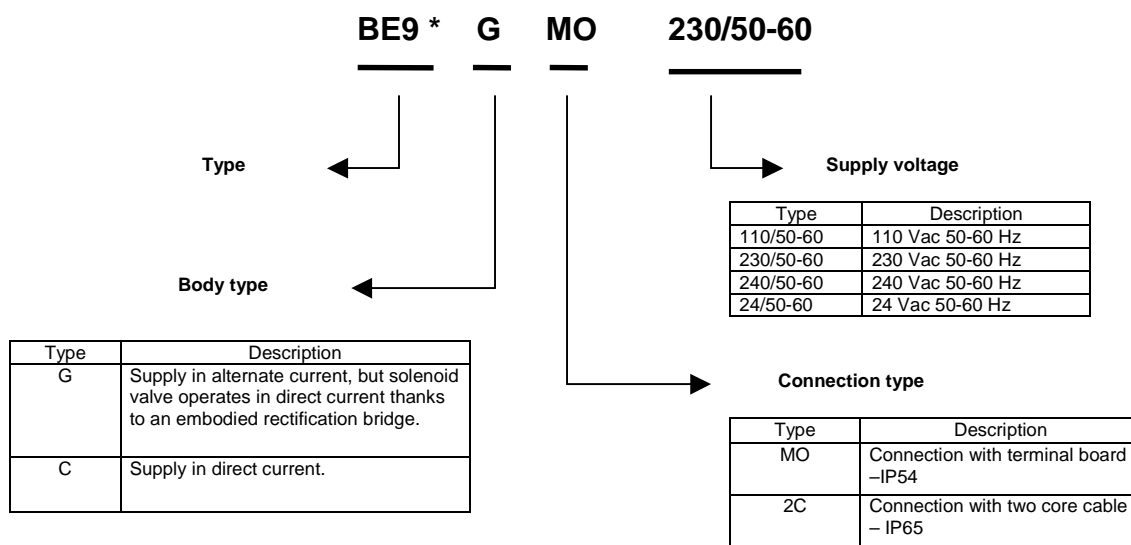 BE9 * G MO 230/50-60
Type
Supply voltage
Type Description
110/50-60 110 Vac 50-60 Hz
230/50-60 230 Vac 50-60 Hz
240/50-60 240 Vac 50-60 Hz
24/50-60 24 Vac 50-60 Hz
Body type
Type Description
G Supply in alternate current, but solenoid
valve operates in direct current thanks
to an embodied rectification bridge.
C Supply in direct current.
Connection type
Type Description
MO Connection with terminal board
–IP54
2C Connection with two core cable
– IP65